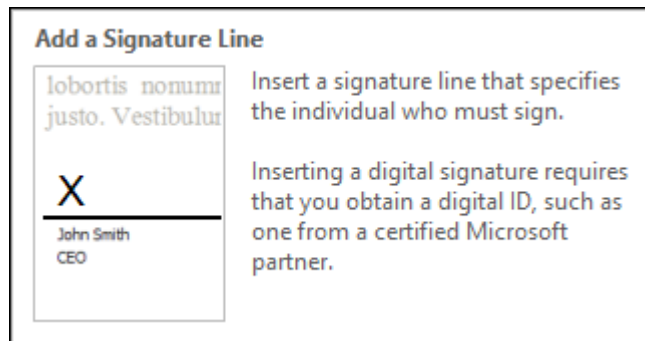 Add a Signature Line
lobortis nonumr
justo. Vestibulur
X
John Smith
CEO
Insert a signature line that specifies
the individual who must sign.
Inserting a digital signature requires
that you obtain a digital ID, such as
one from a certified Microsoft
partner.